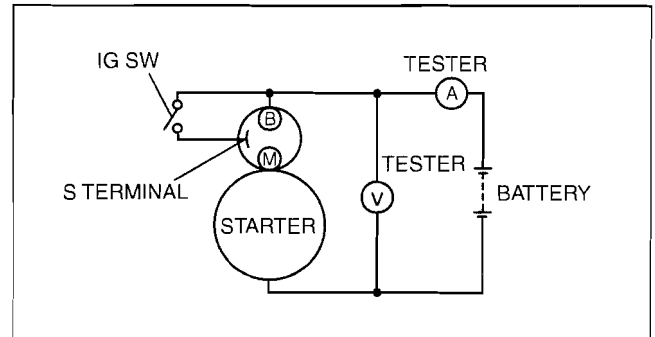 IG SW
TESTER
A
B
M
S TERMINAL
TESTER
V
BATTERY
STARTER